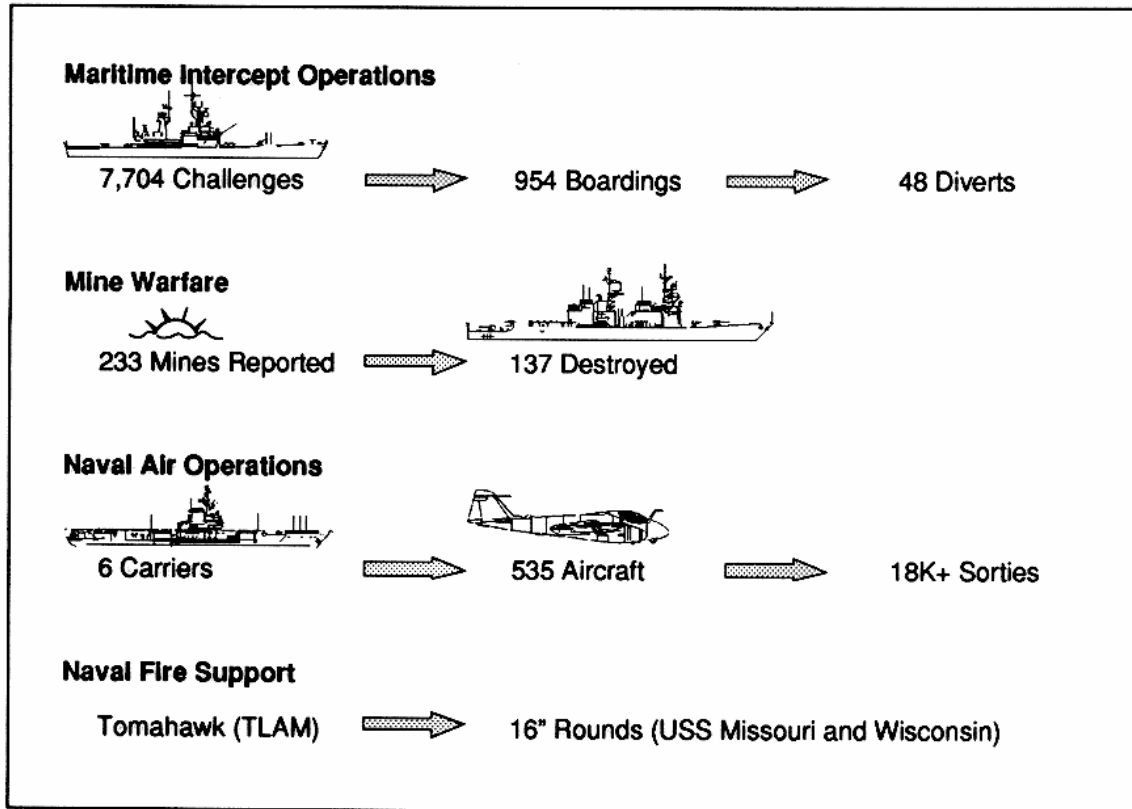 Maritime Intercept Operations
7,704 Challenges 954 Boardings 48 Diverts
Mine Warfare
233 Mines Reported 137 Destroyed
Naval Air Operations
6 Carriers 535 Aircraft 18K+ Sorties
Naval Fire Support
Tomahawk (TLAM) 16" Rounds (USS Missouri and Wisconsin)